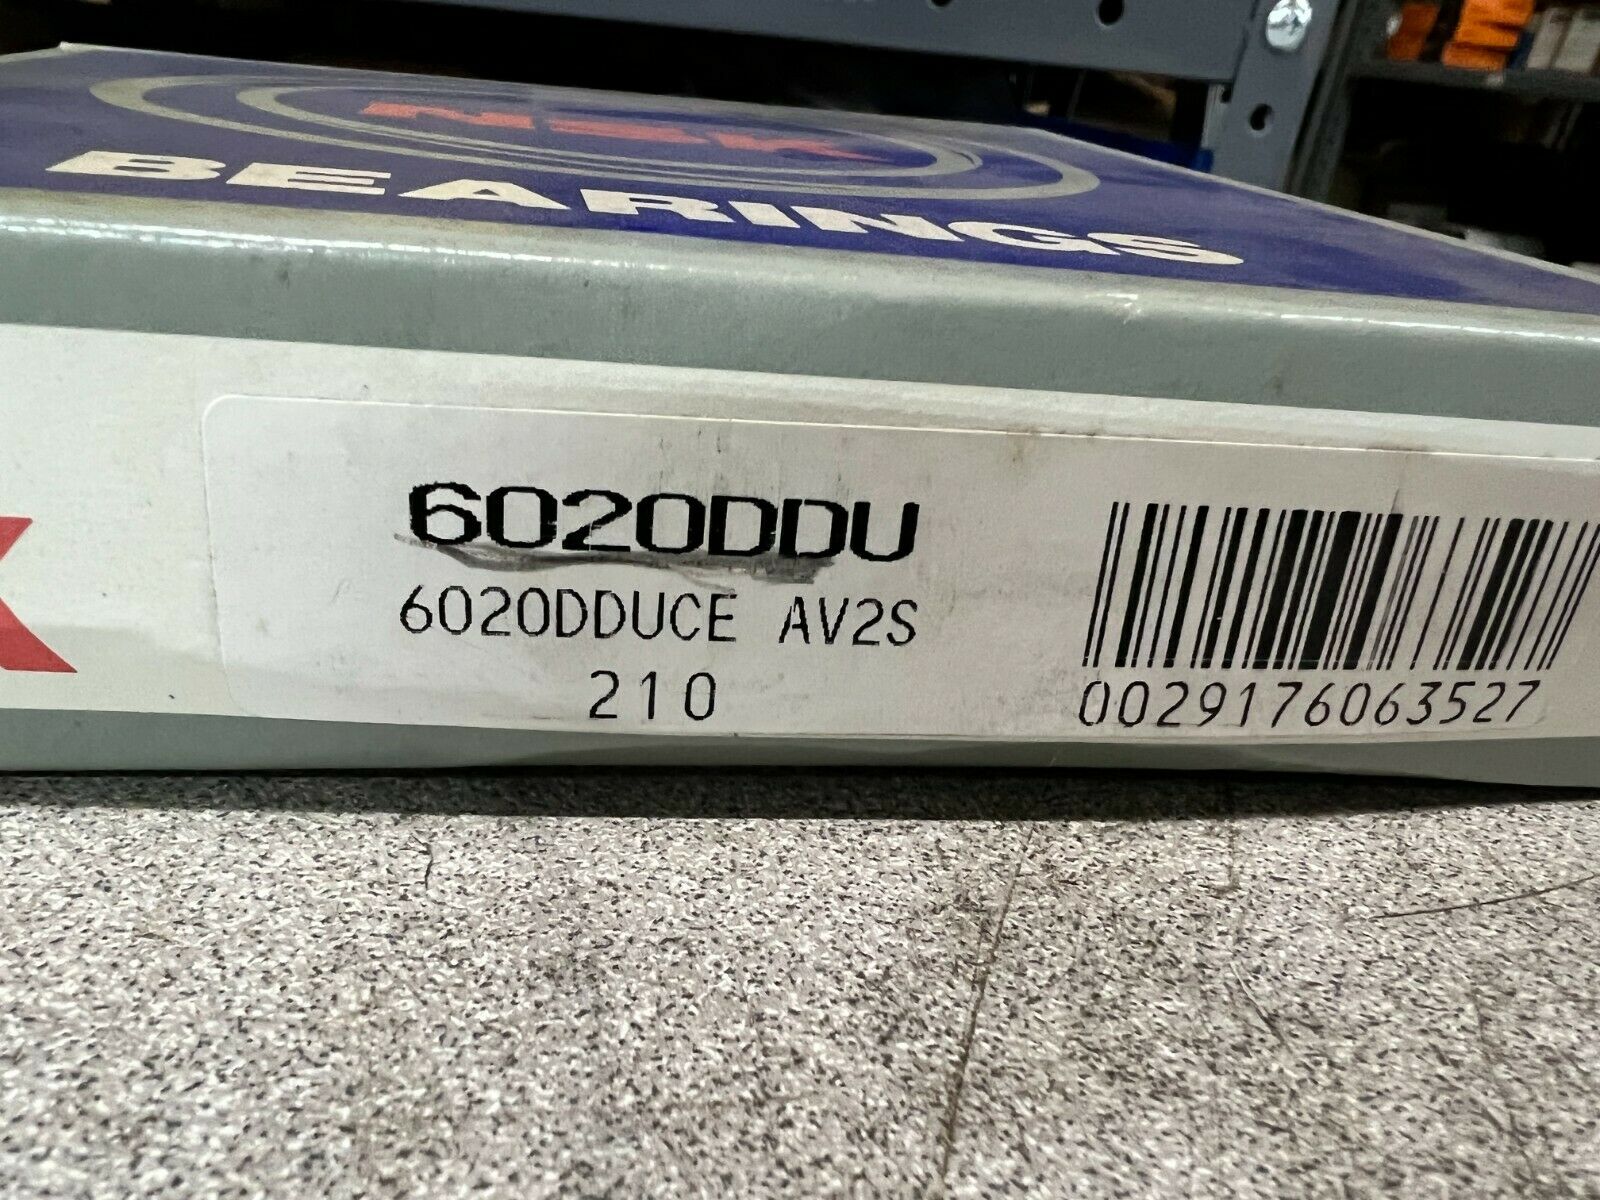 NSK
BEARINGS
6020DDU
6020DDUCE AV2S
210
0029176063527